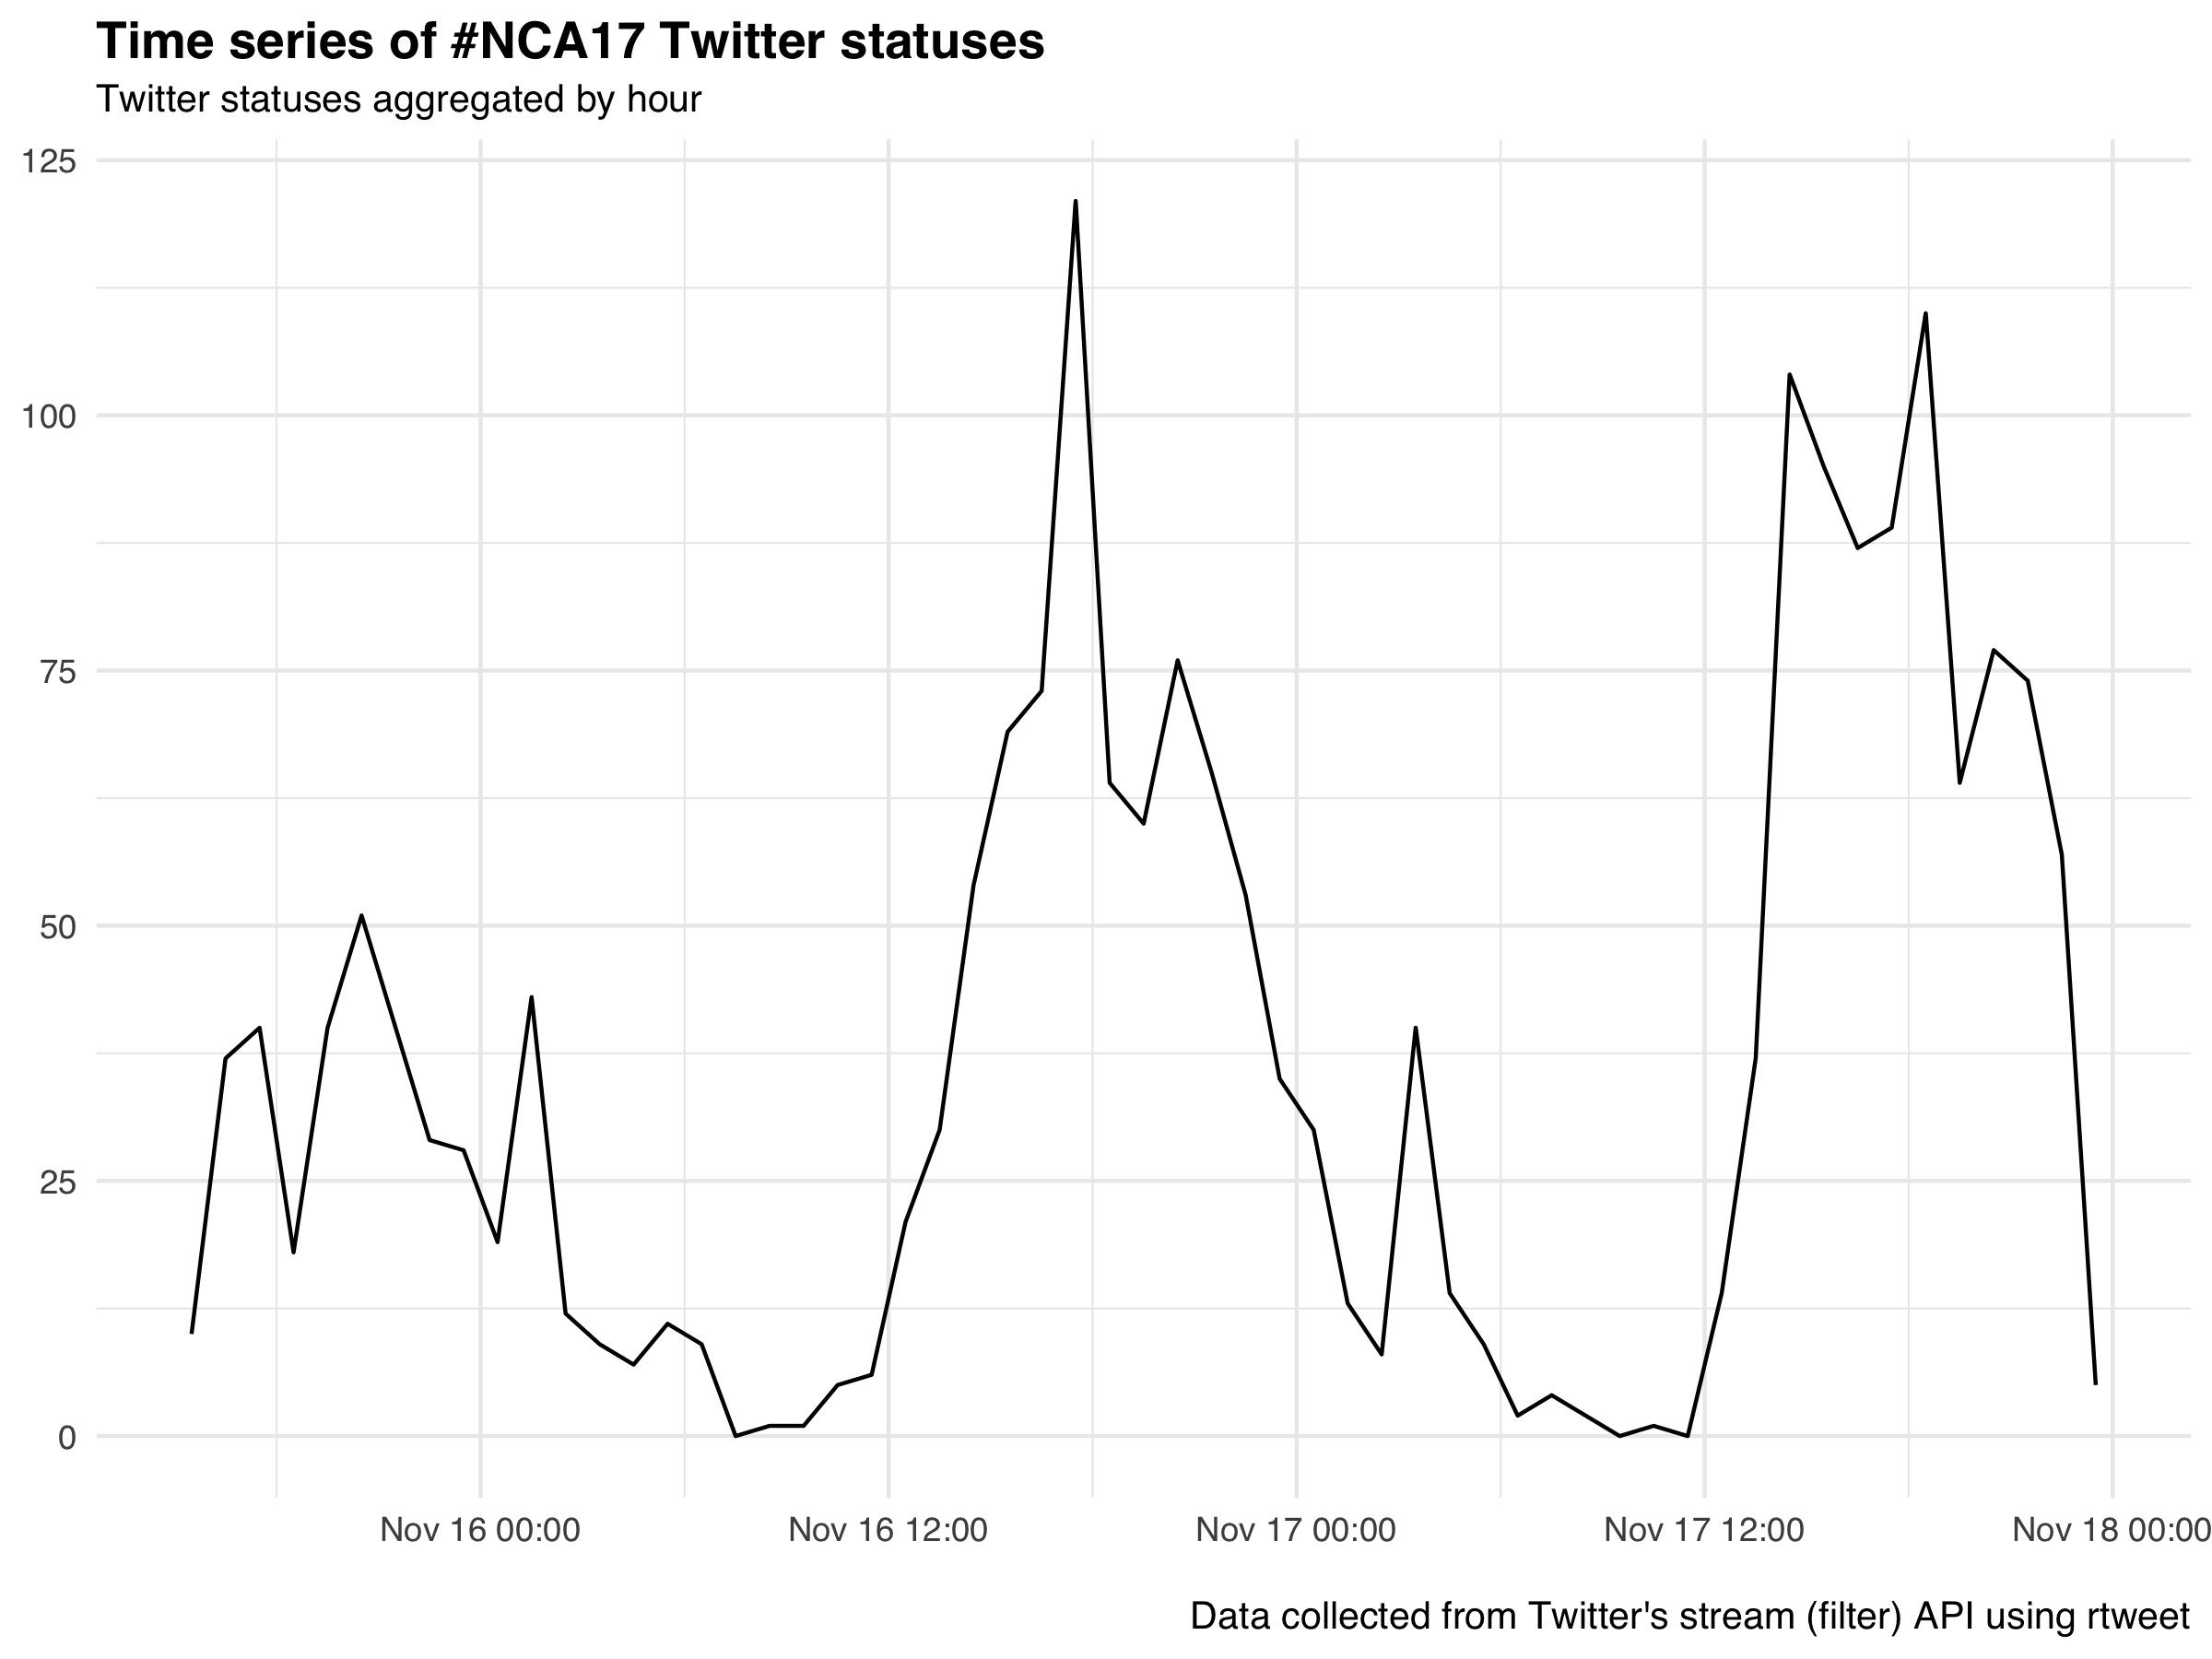 Time series of #NCA17 Twitter statuses
Twitter statuses aggregated by hour
125
100
75
50
25
0
Nov 16 00:00 Nov 16 12:00 Nov 17 00:00 Nov 17 12:00 Nov 18 00:00
Data collected from Twitter's stream (filter) API using rtweet